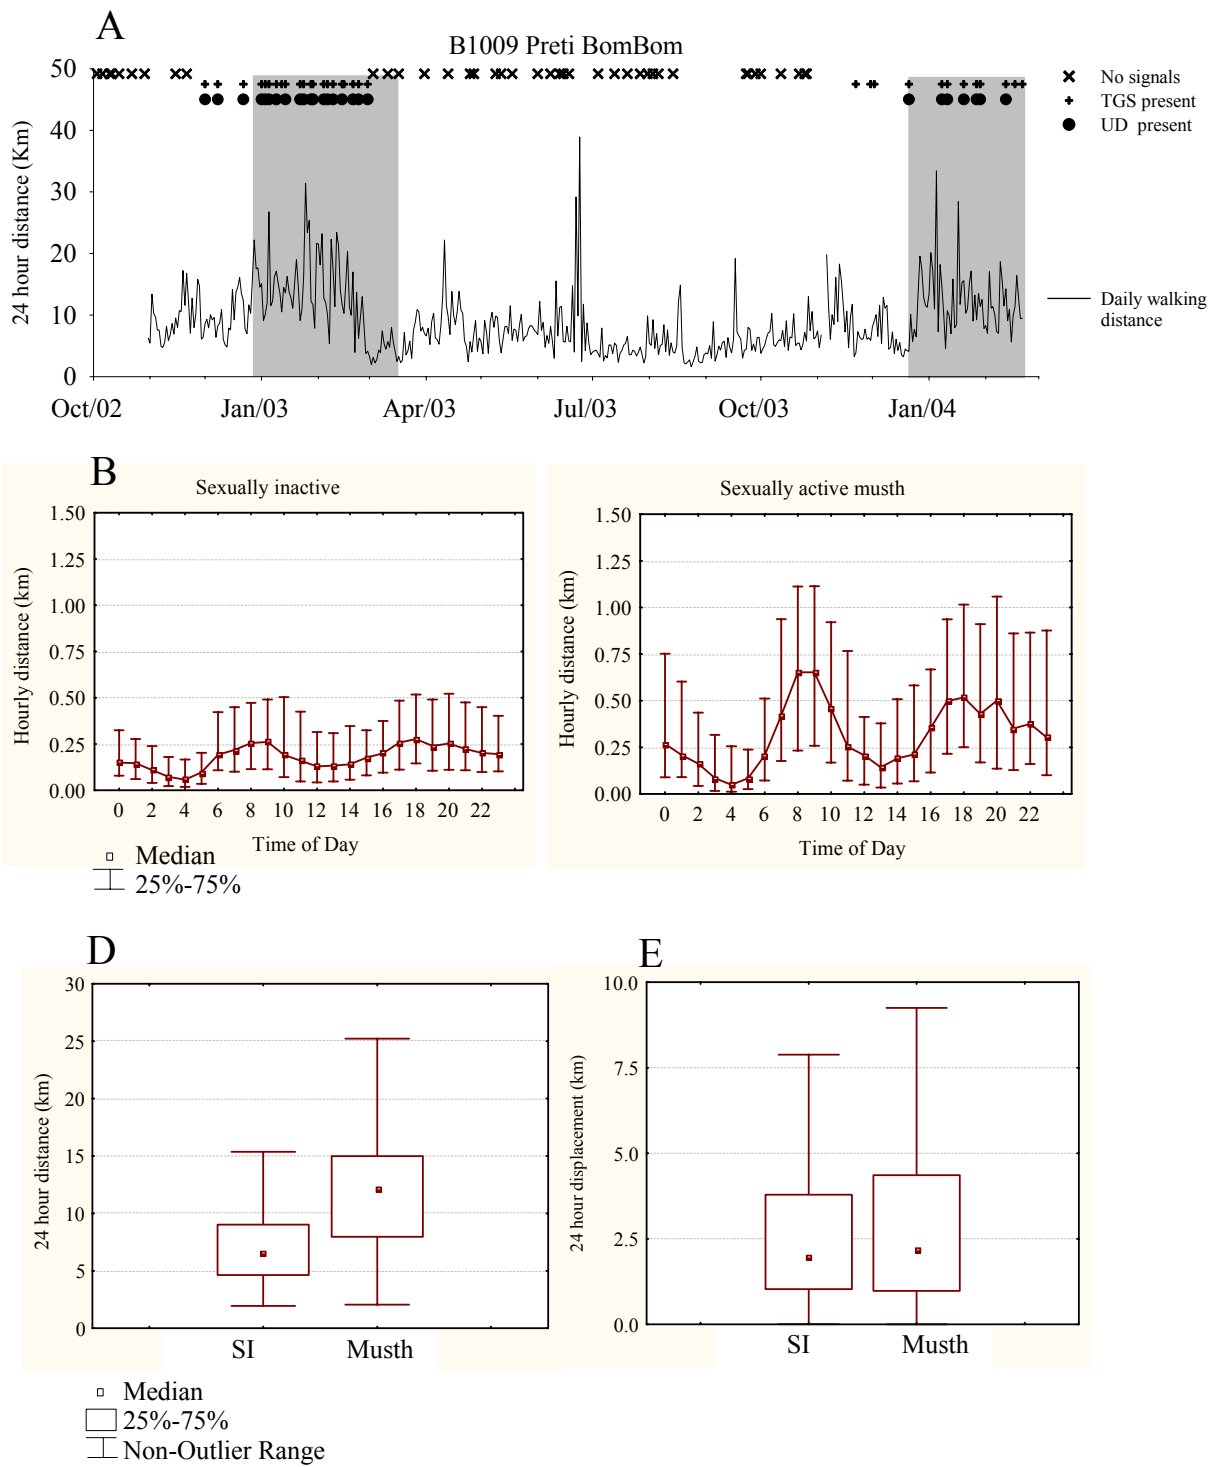 A
B1009 Preti BomBom
50
40
30
20
10
0
24 hour distance (Km)
Oct/02 Jan/03 Apr/03 Jul/03 Oct/03 Jan/04
No signals
TGS present
UD present
Daily walking
distance
B
Sexually inactive
1.50
1.25
1.00
0.75
0.50
0.25
0.00
Hourly distance (km)
0 2 4 6 8 10 12 14 16 18 20 22
Time of Day
Median
25%-75%
Sexually active musth
1.50
1.25
1.00
0.75
0.50
0.25
0.00
Hourly distance (km)
0 2 4 6 8 10 12 14 16 18 20 22
Time of Day
D
30
25
20
15
10
5
0
24 hour distance (km)
SI Musth
Median
25%-75%
Non-Outlier Range
E
10.0
7.5
5.0
2.5
0.0
24 hour displacement (km)
SI Musth